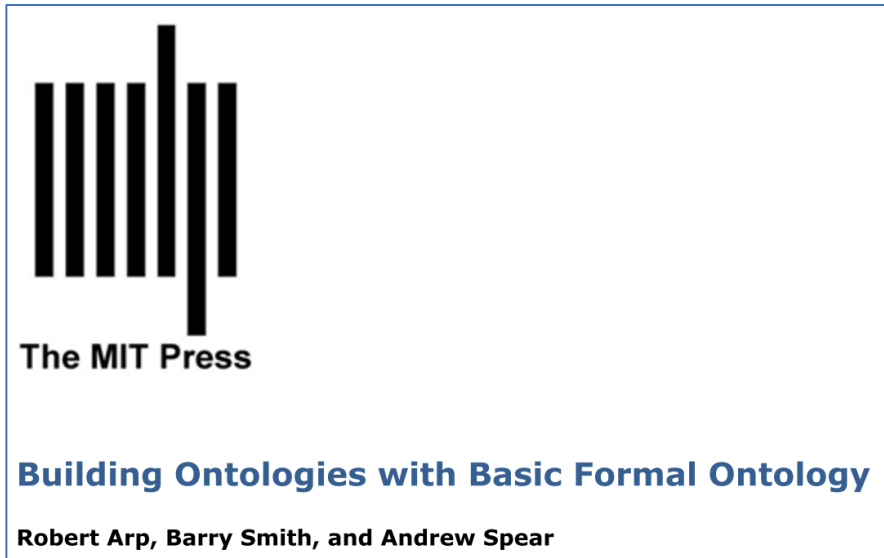 The MIT Press
Building Ontologies with Basic Formal Ontology
Robert Arp, Barry Smith, and Andrew Spear